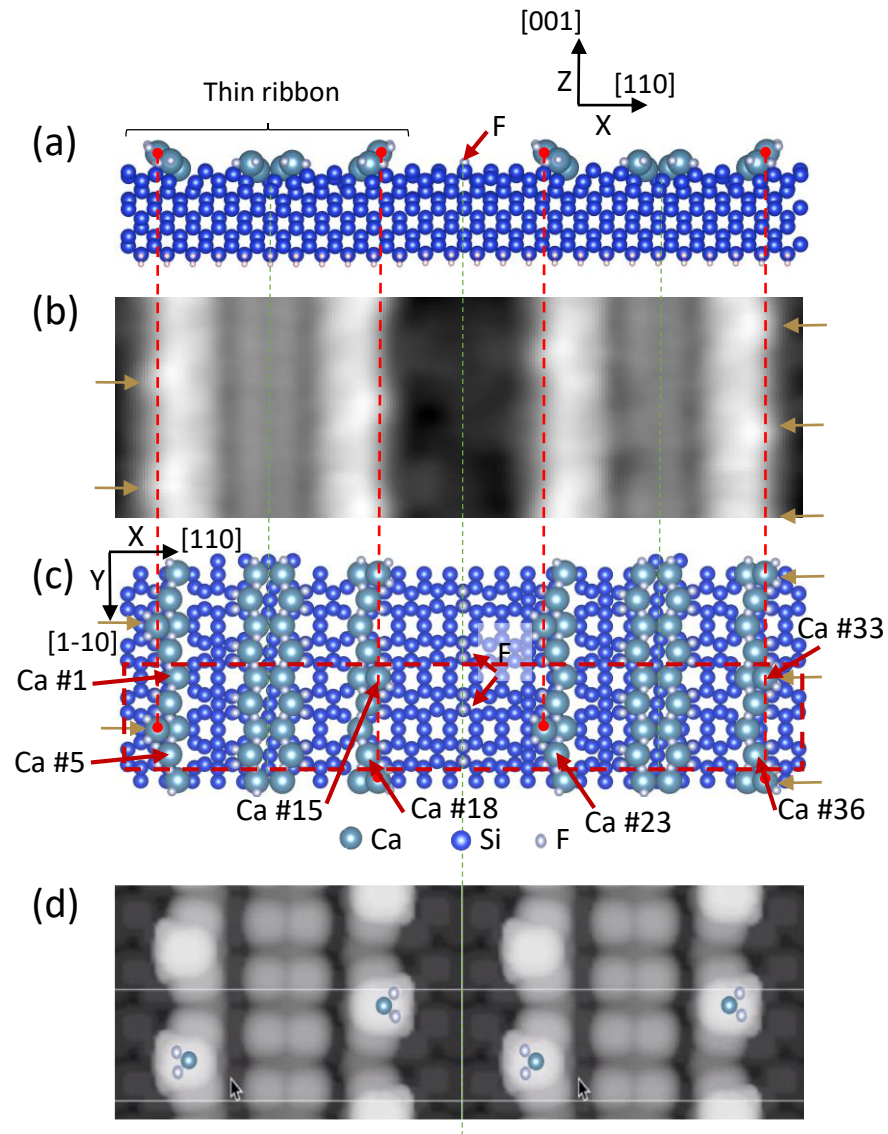 [001]
Z
[110]
X
Thin ribbon
F
(a)
(b)
X
[110]
Y
(c)
[1-10]
F
Ca #33
Ca #1
Ca #5
Ca #15
Ca #18
Ca #23
Ca #36
Ca
Si
F
(d)